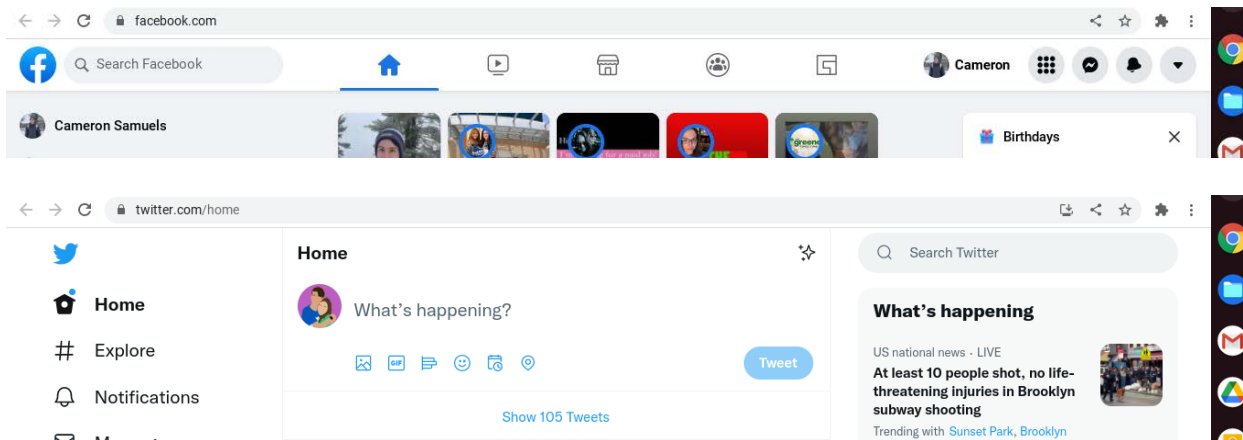 facebook.com
Search Facebook
Cameron
Cameron Samuels
Birthdays
twitter.com/home
Home
Search Twitter
What's happening?
Home
What's happening
Explore
US national news · LIVE
GIF
Tweet
At least 10 people shot, no life-
threatening injuries in Brooklyn
subway shooting
Notifications
Show 105 Tweets
Trending with Sunset Park, Brooklyn